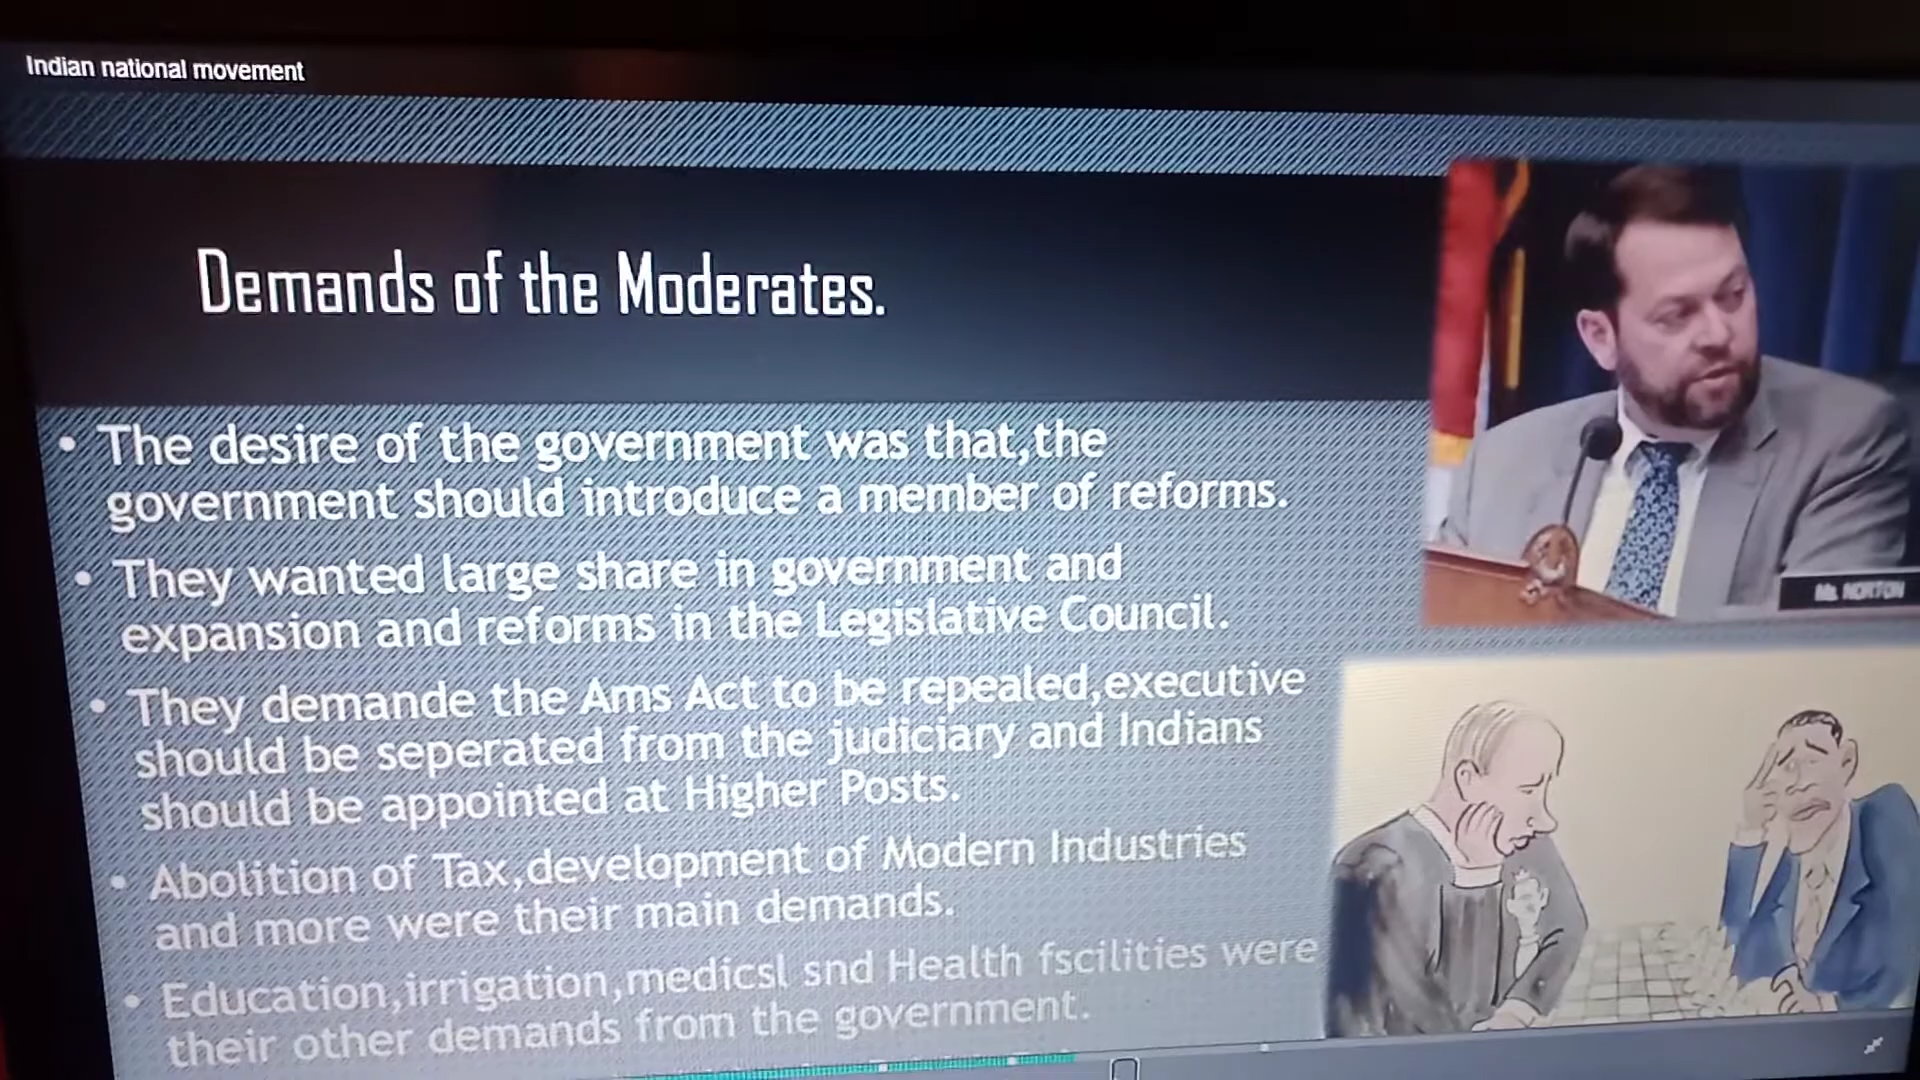 Indian national movement
Demands of the Moderates.
• The desire of the government was that,the
government should introduce a member of reforms.
• They wanted large share in government and
expansion and reforms in the Legislative Council.
• They demande the Ams Act to be repealed,executive
should be seperated from the judiciary and Indians
should be appointed at Higher Posts.
• Abolition of Tax,development of Modern Industries
and more were their main demands.
• Education,irrigation,medicsl snd Health fscilities were
their other demands from the government.
Mr. NORTON